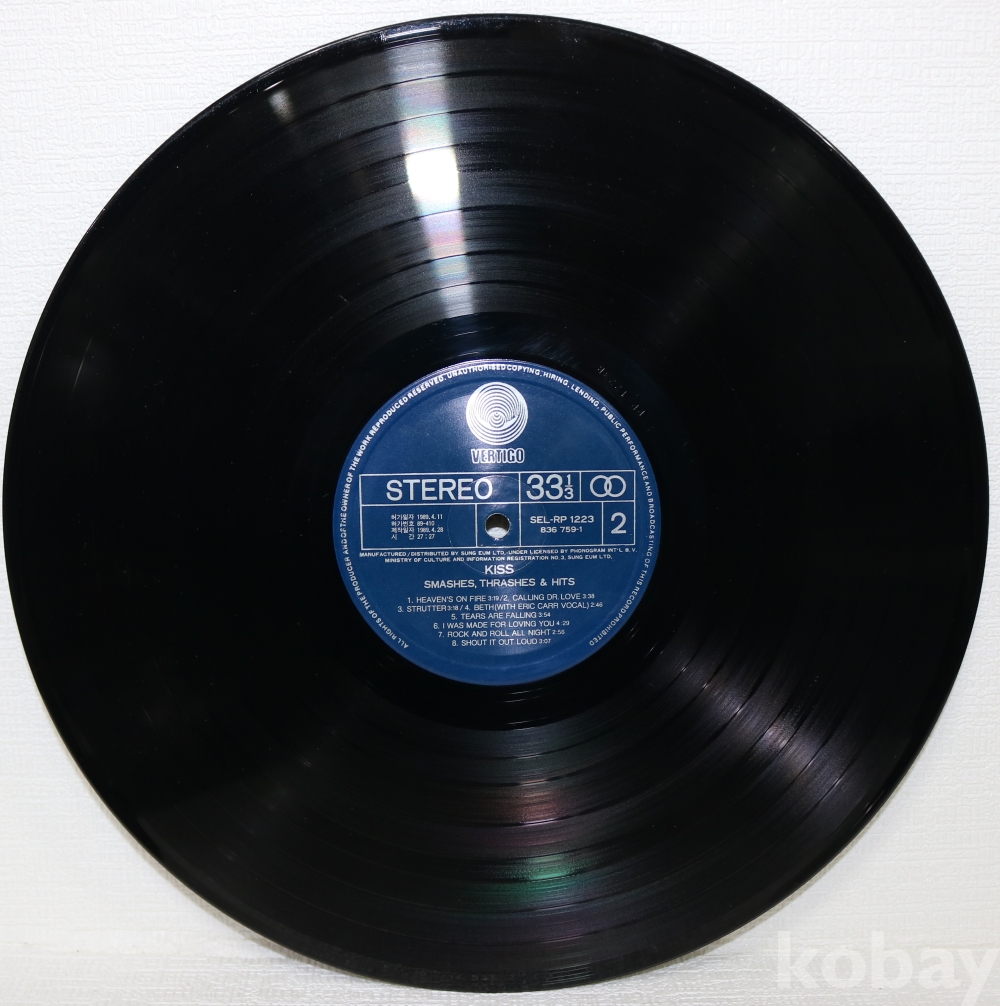 ALL RIGHTS OF THE PRODUCER AND OF THE OWNER OF THE WORK REPRODUCED RESERVED. UNAUTHORISED COPYING, HIRING, LENDING, PUBLIC PERFORMANCE AND BROADCASTING OF THIS RECORD PROHIBITED
VERTIGO
STEREO 33 1/3
허가일자 1989.4.11
허가번호 89-410
제작일자 1989.4.28
시 간 27:27
SEL-RP 1223
836 759-1
2
MANUFACTURED/DISTRIBUTED BY SUNG EUM LTD,-UNDER LICENSED BY PHONOGRAM INT'L B.V.
MINISTRY OF CULTURE AND INFORMATION REGISTRATION NO.3, SUNG EUM LTD,
KISS
SMASHES, THRASHES & HITS
1. HEAVEN'S ON FIRE 3:19/2. CALLING DR. LOVE 3:38
3. STRUTTER 3:18/4. BETH(WITH ERIC CARR VOCAL) 2:46
5. TEARS ARE FALLING 3:54
6. I WAS MADE FOR LOVING YOU 4:29
7. ROCK AND ROLL ALL NIGHT 2:56
8. SHOUT IT OUT LOUD 3:07
kobay